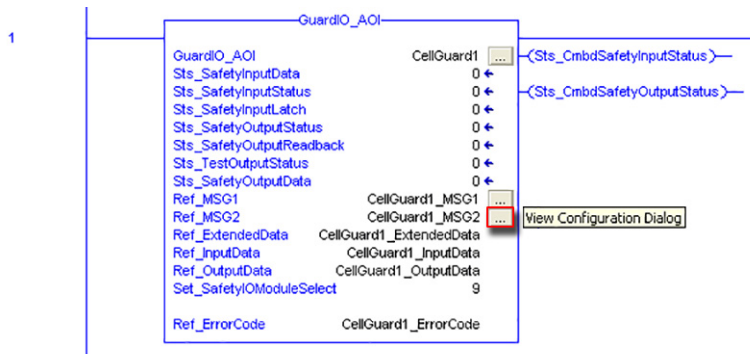 GuardIO_AOI
1
GuardIO_AOI CellGuard1 ... Sts_CmbdSafetyInputStatus
Sts_SafetyInputData 0
Sts_SafetyInputStatus 0 Sts_CmbdSafetyOutputStatus
Sts_SafetyInputLatch 0
Sts_SafetyOutputStatus 0
Sts_SafetyOutputReadback 0
Sts_TestOutputStatus 0
Sts_SafetyOutputData 0
Ref_MSG1 CellGuard1_MSG1 ...
Ref_MSG2 CellGuard1_MSG2 ... View Configuration Dialog
Ref_ExtendedData CellGuard1_ExtendedData
Ref_InputData CellGuard1_InputData
Ref_OutputData CellGuard1_OutputData
Set_SafetyIOModuleSelect 9
Ref_ErrorCode CellGuard1_ErrorCode